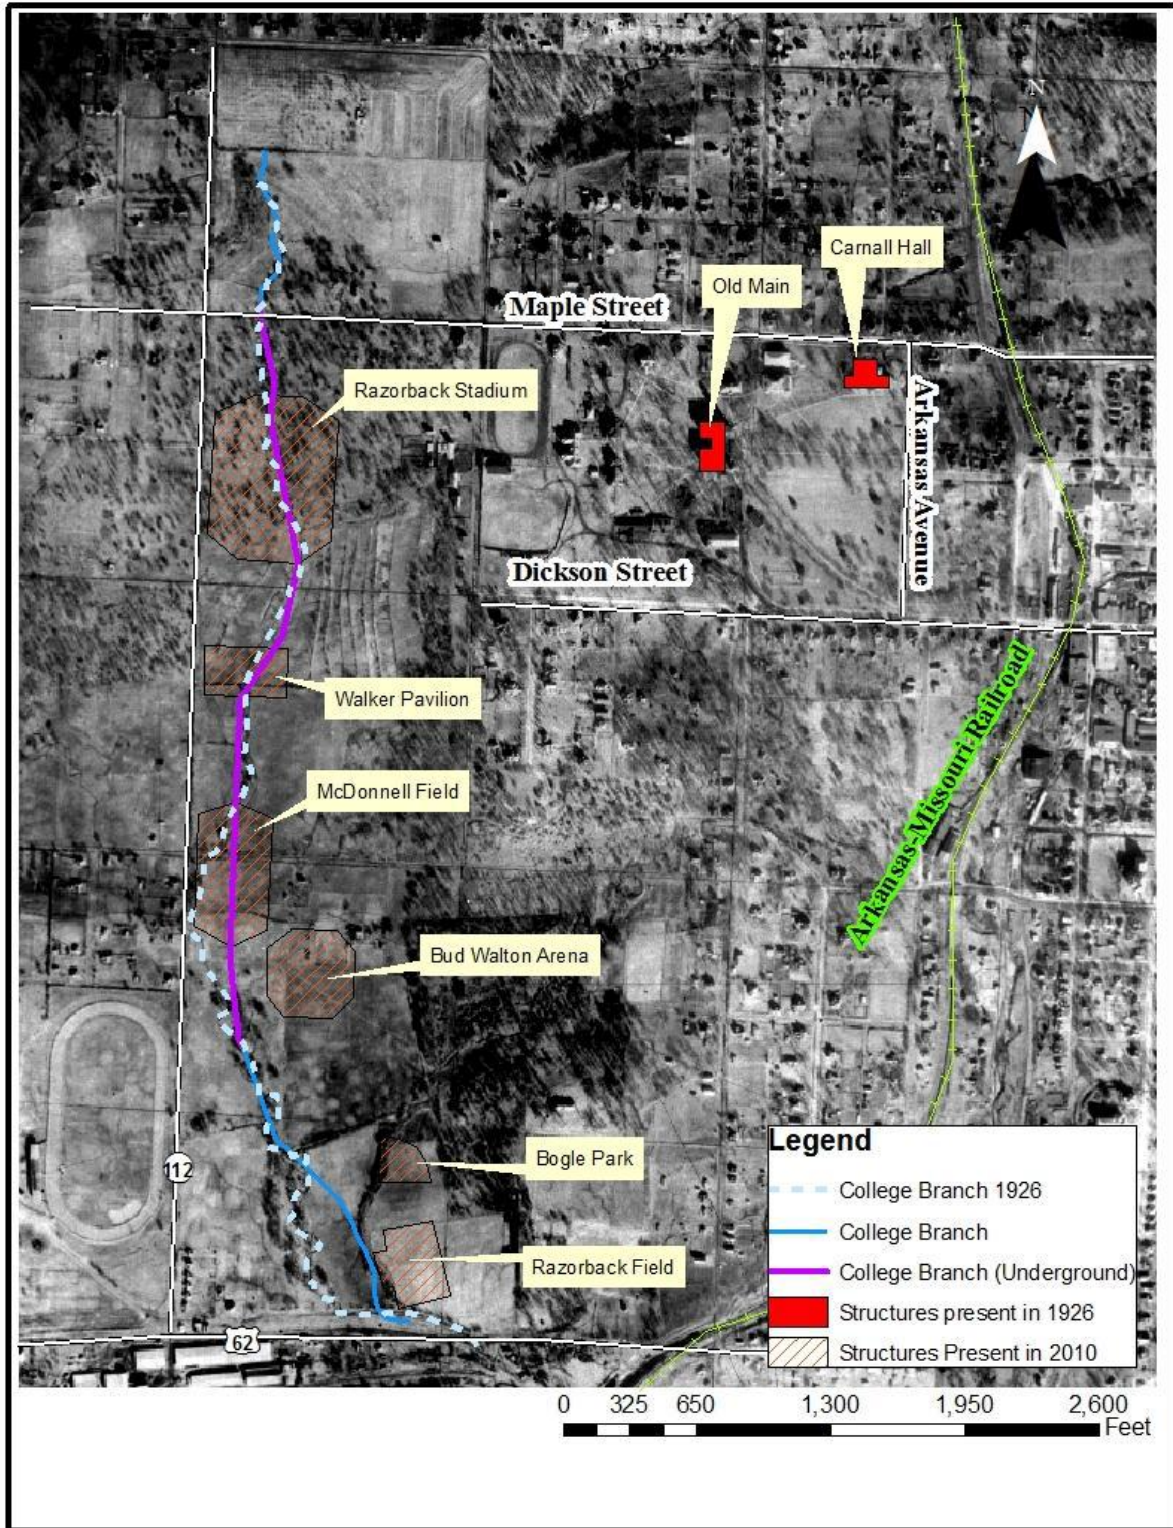 N
Carnall Hall
Old Main
Maple Street
Razorback Stadium
Arkansas Avenue
Dickson Street
Arkansas-Missouri Railroad
Walker Pavilion
McDonnell Field
Bud Walton Arena
Bogle Park
112
Razorback Field
62
Legend
College Branch 1926
College Branch
College Branch (Underground)
Structures present in 1926
Structures Present in 2010
0 325 650 1,300 1,950 2,600
Feet